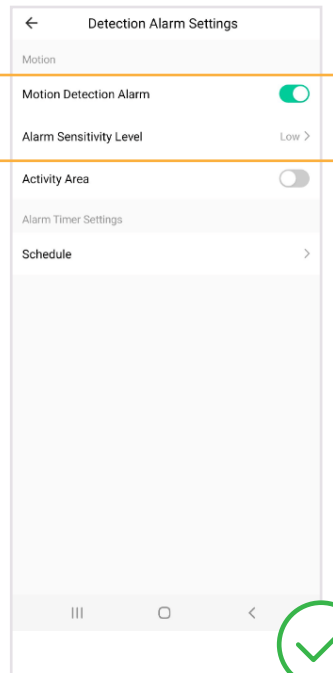 Detection Alarm Settings
Motion
Motion Detection Alarm
Alarm Sensitivity Level Low
Activity Area
Alarm Timer Settings
Schedule